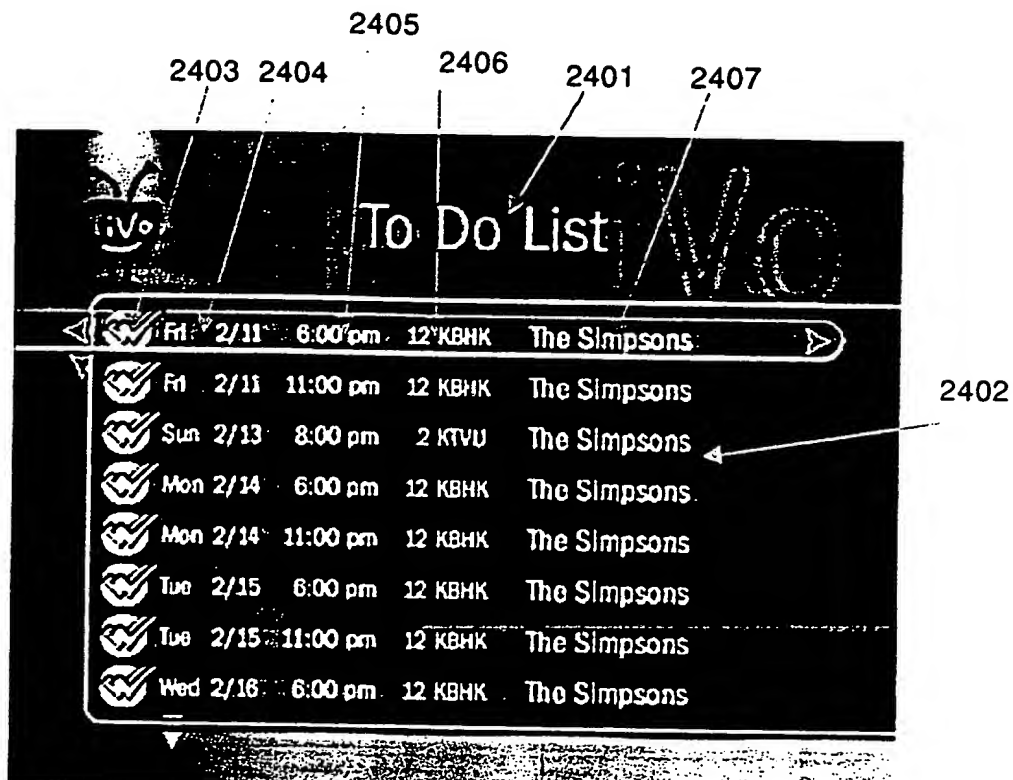 2405
2403 2404 2406 2401 2407
TiVo
TiVo
To Do List
Fri 2/11 6:00 pm 12 KBHK The Simpsons
Fri 2/11 11:00 pm 12 KBHK The Simpsons
2402
Sun 2/13 8:00 pm 2 KTVU The Simpsons
Mon 2/14 6:00 pm 12 KBHK The Simpsons
Mon 2/14 11:00 pm 12 KBHK The Simpsons
Tue 2/15 6:00 pm 12 KBHK The Simpsons
Tue 2/15 11:00 pm 12 KBHK The Simpsons
Wed 2/16 6:00 pm 12 KBHK The Simpsons